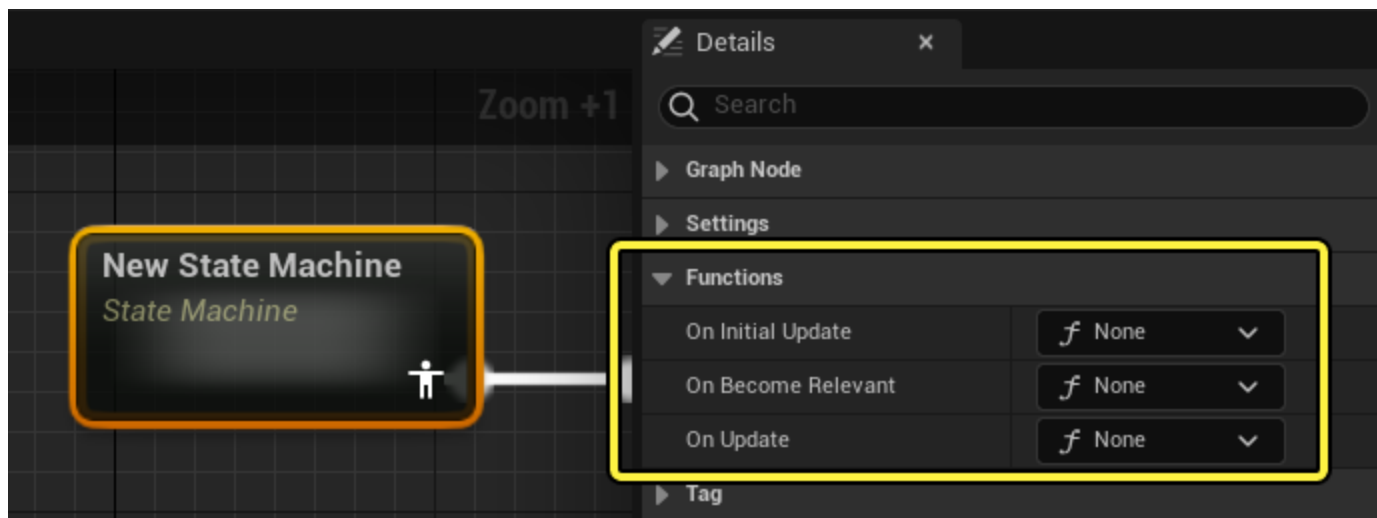 Details
Zoom +1
Search
Graph Node
Settings
New State Machine
State Machine
Functions
On Initial Update
None
On Become Relevant
None
On Update
None
Tag